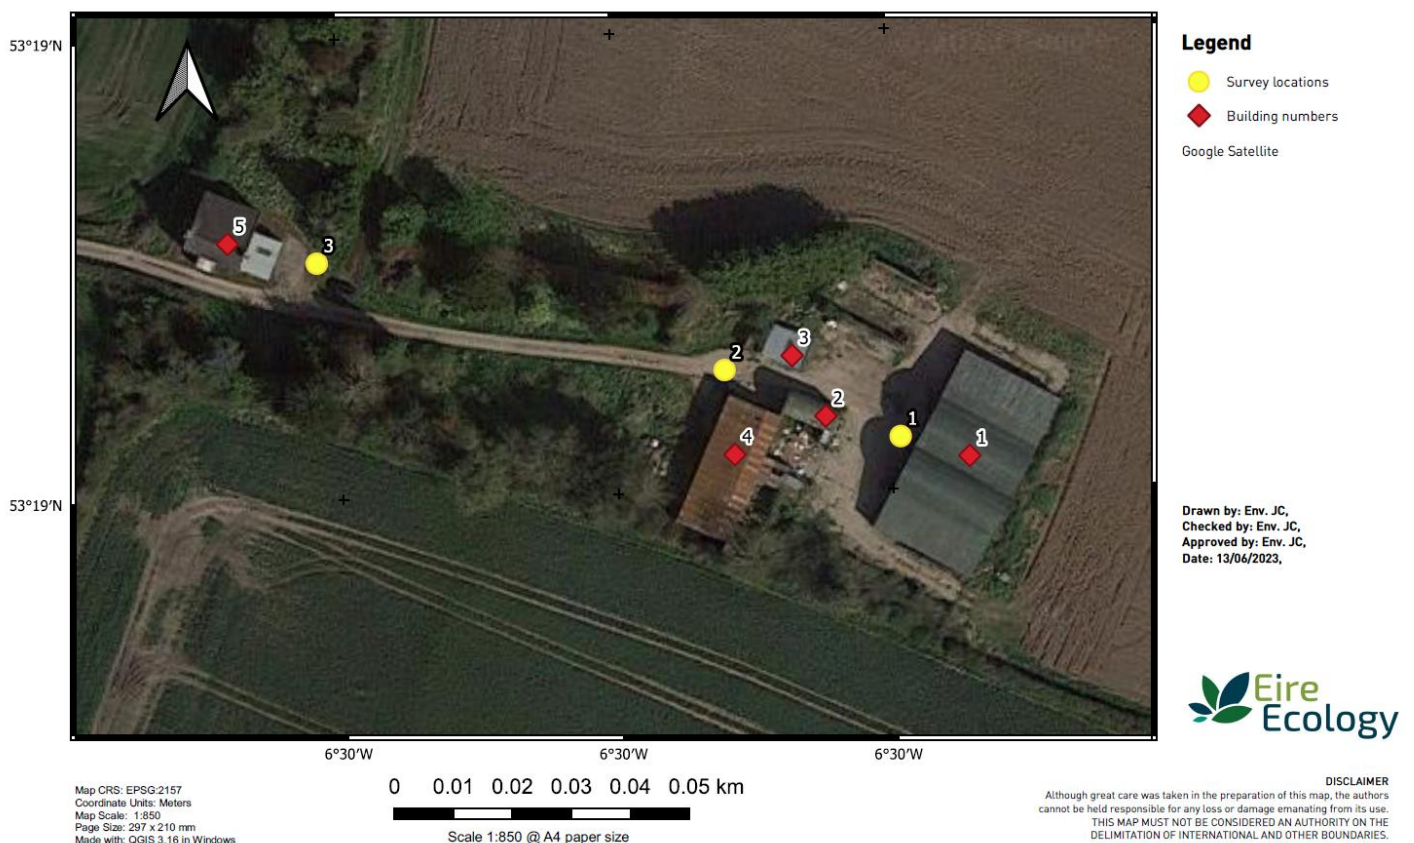 53°19'N
53°19'N
5
3
2
3
2
1
4
1
6°30'W
6°30'W
6°30'W
Legend
Survey locations
Building numbers
Google Satellite
Drawn by: Env. JC,
Checked by: Env. JC,
Approved by: Env. JC,
Date: 13/06/2023,
Eire
Ecology
Map CRS: EPSG:2157
Coordinate Units: Meters
Map Scale: 1:850
Page Size: 297 x 210 mm
Made with: QGIS 3.16 in Windows
0 0.01 0.02 0.03 0.04 0.05 km
Scale 1:850 @ A4 paper size
DISCLAIMER
Although great care was taken in the preparation of this map, the authors
cannot be held responsible for any loss or damage emanating from its use.
THIS MAP MUST NOT BE CONSIDERED AN AUTHORITY ON THE
DELIMITATION OF INTERNATIONAL AND OTHER BOUNDARIES.